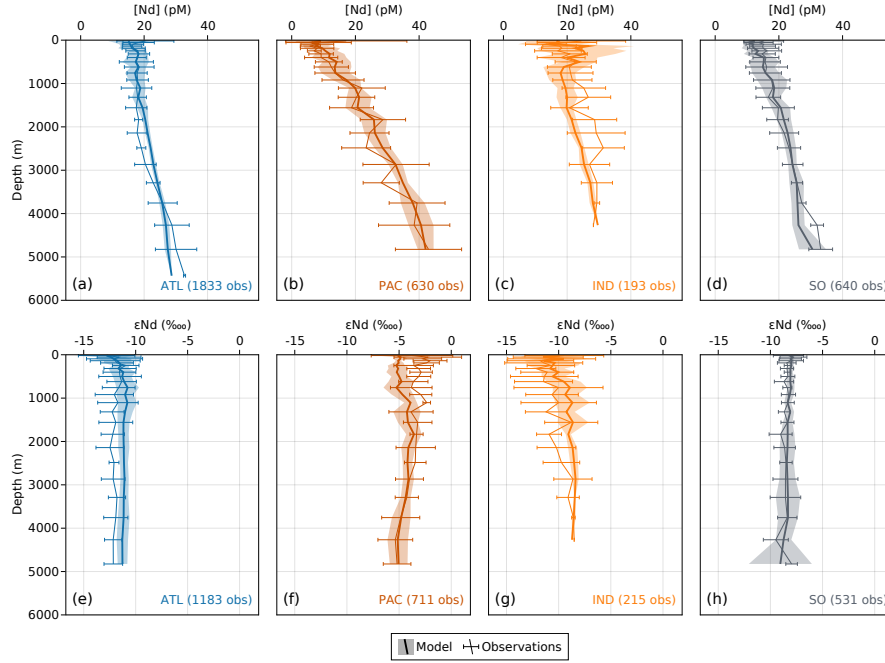 [Nd] (pM) [Nd] (pM) [Nd] (pM) [Nd] (pM)
0 20 40 0 20 40 0 20 40 0 20 40
0
1000
2000
3000
4000
5000
6000
Depth (m)
(a) ATL (1833 obs) (b) PAC (630 obs) (c) IND (193 obs) (d) SO (640 obs)
εNd (‱) εNd (‱) εNd (‱) εNd (‱)
-15 -10 -5 0 -15 -10 -5 0 -15 -10 -5 0 -15 -10 -5 0
0
1000
2000
3000
4000
5000
6000
Depth (m)
(e) ATL (1183 obs) (f) PAC (711 obs) (g) IND (215 obs) (h) SO (531 obs)
Model Observations